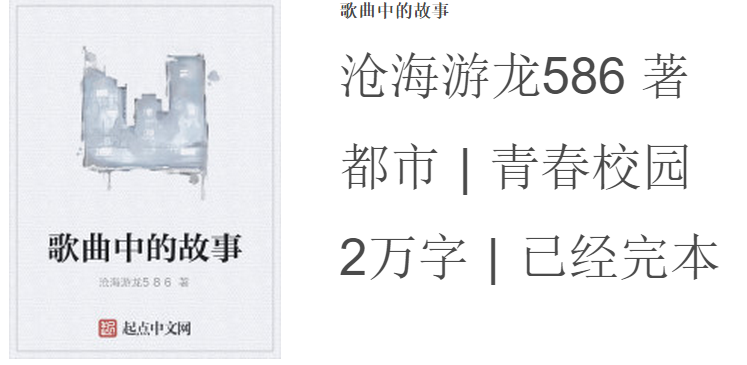 歌曲中的故事
沧海游龙586 著
起点中文网
歌曲中的故事
沧海游龙586 著
都市 | 青春校园
2万字 | 已经完本